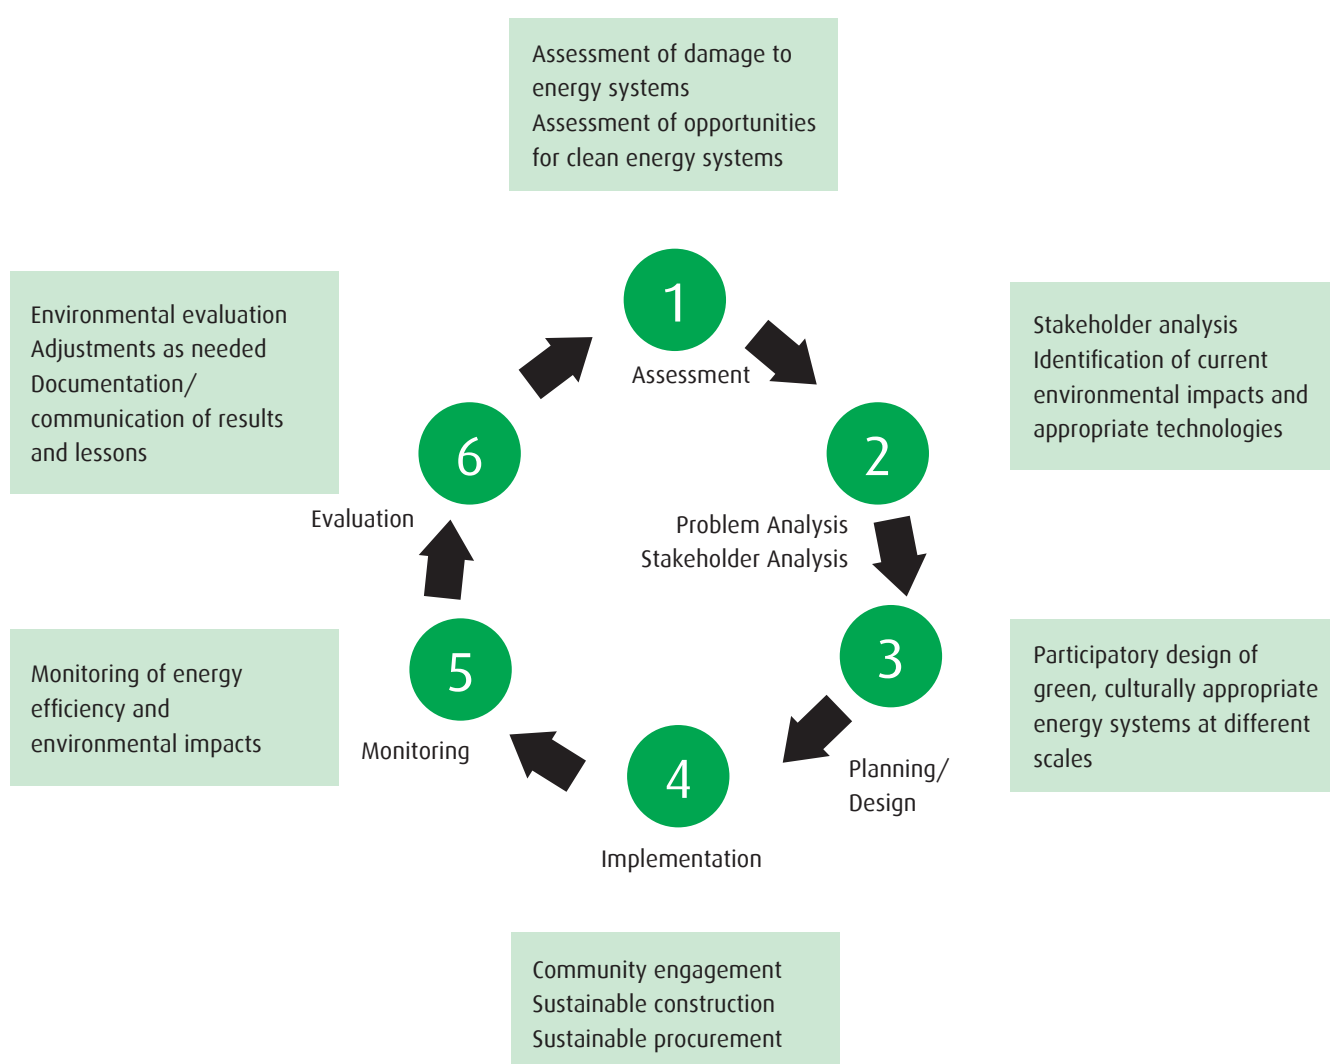 Assessment of damage to
energy systems
Assessment of opportunities
for clean energy systems
1
Assessment
Stakeholder analysis
Identification of current
environmental impacts and
appropriate technologies
2
Problem Analysis
Stakeholder Analysis
Participatory design of
green, culturally appropriate
energy systems at different
scales
3
Planning/
Design
4
Implementation
Community engagement
Sustainable construction
Sustainable procurement
5
Monitoring
Monitoring of energy
efficiency and
environmental impacts
6
Evaluation
Environmental evaluation
Adjustments as needed
Documentation/
communication of results
and lessons